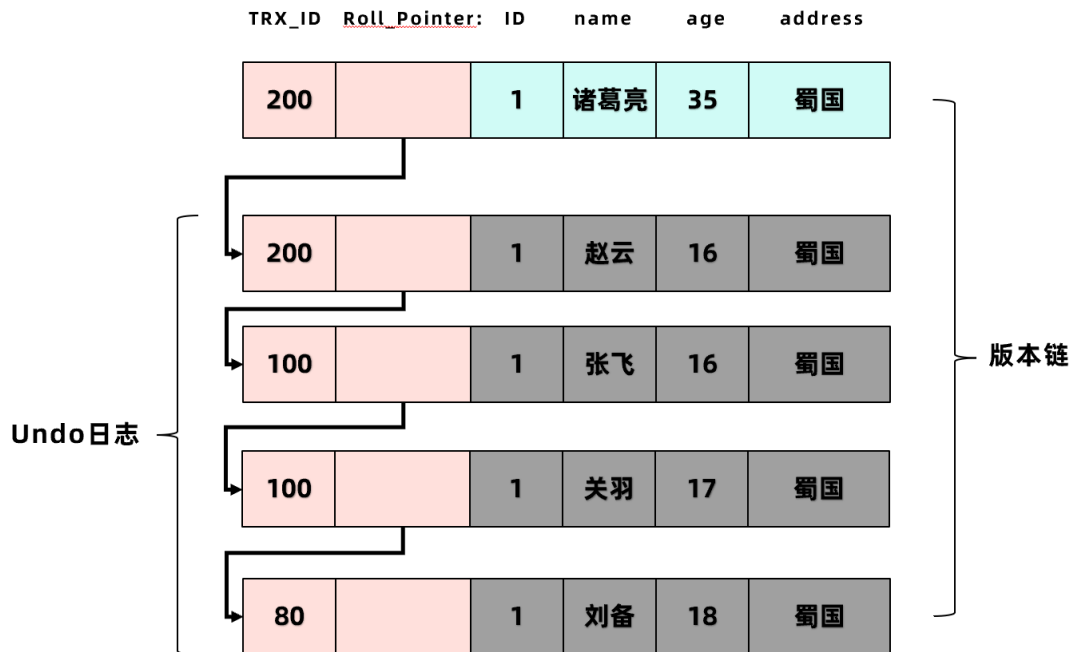 TRX_ID Roll_Pointer: ID name age address
200 1 诸葛亮 35 蜀国
200 1 赵云 16 蜀国
100 1 张飞 16 蜀国
版本链
Undo日志
100 1 关羽 17 蜀国
80 1 刘备 18 蜀国